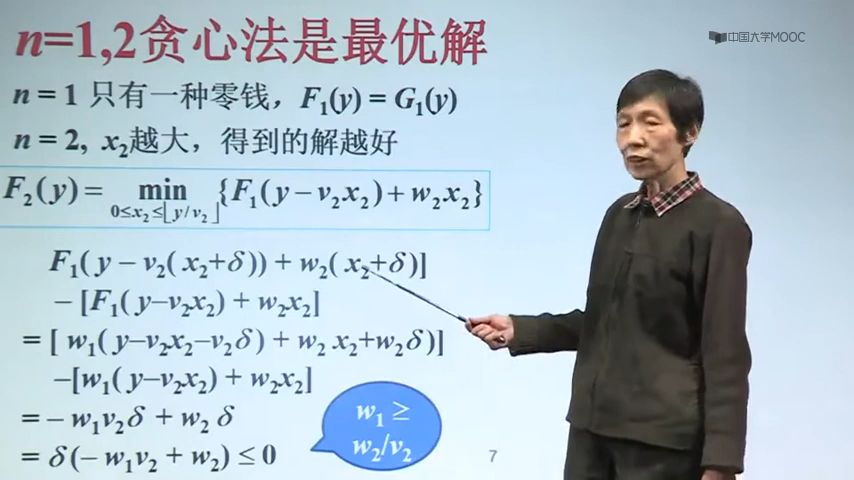 中国大学MOOC
n=1,2贪心法是最优解
n = 1 只有一种零钱，F₁(y) = G₁(y)
n = 2, x₂越大，得到的解越好
F₂(y) = min {F₁(y − v₂x₂) + w₂x₂}
0≤x₂≤⌊y/v₂⌋
F₁( y − v₂( x₂+δ)) + w₂( x₂+δ)]
− [F₁( y−v₂x₂) + w₂x₂]
= [ w₁( y−v₂x₂−v₂δ) + w₂ x₂+w₂δ)]
−[w₁( y−v₂x₂) + w₂x₂]
= − w₁v₂δ + w₂ δ
= δ(− w₁v₂ + w₂) ≤ 0
w₁ ≥
w₂/v₂
7